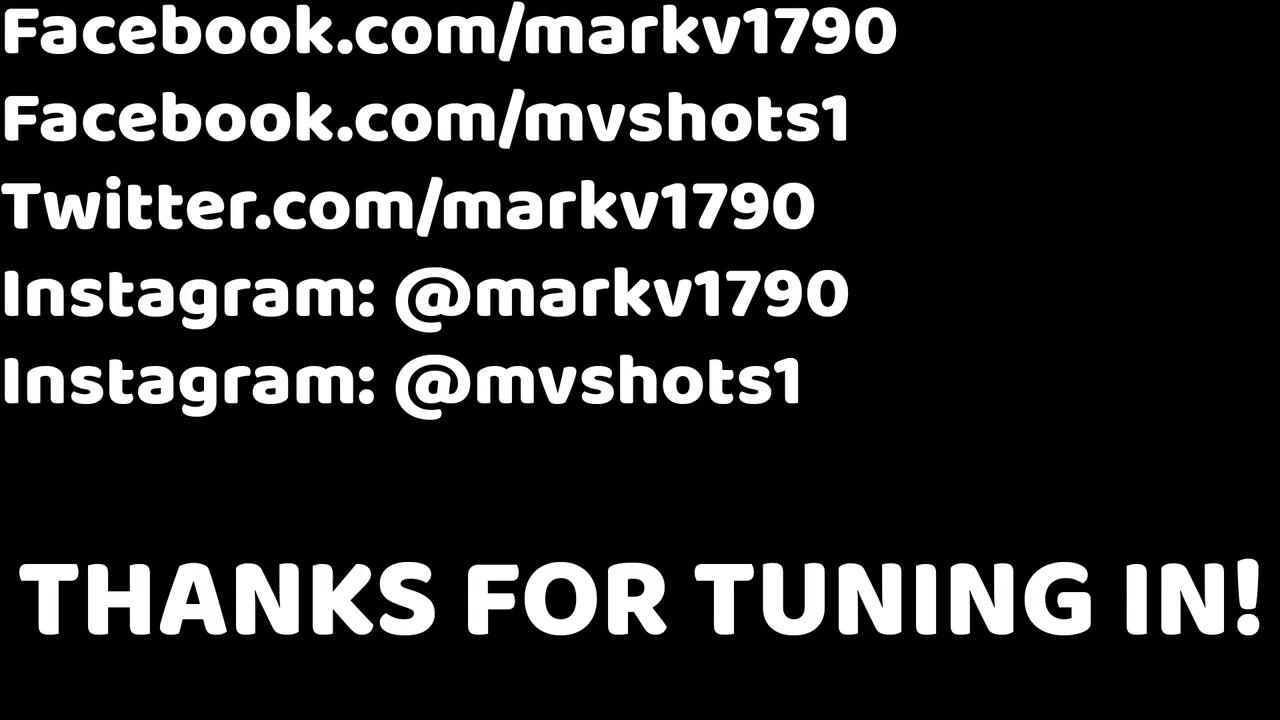 Facebook.com/markv1790
Facebook.com/mvshots1
Twitter.com/markv1790
Instagram: @markv1790
Instagram: @mvshots1
THANKS FOR TUNING IN!